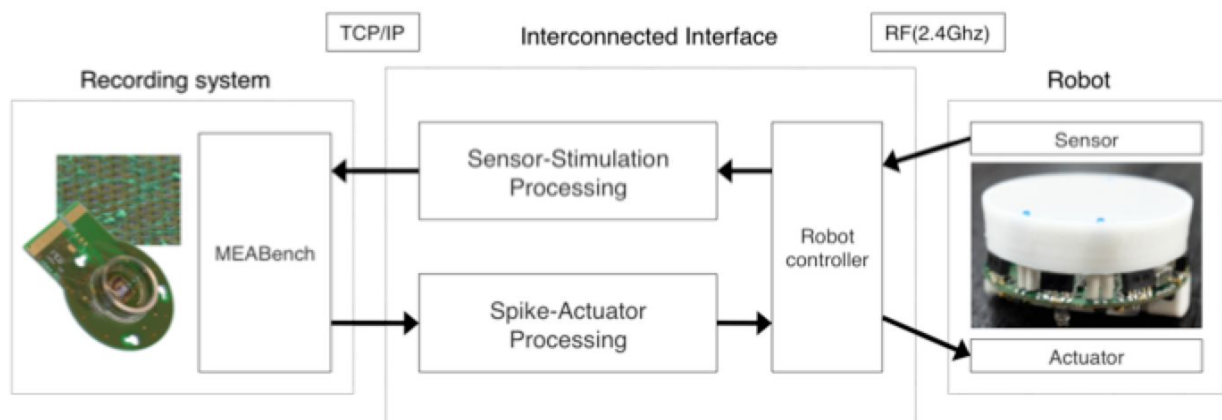 TCP/IP
Interconnected Interface
RF(2.4Ghz)
Recording system
Robot
Sensor-Stimulation
Processing
Sensor
MEABench
Robot
controller
Spike-Actuator
Processing
Actuator